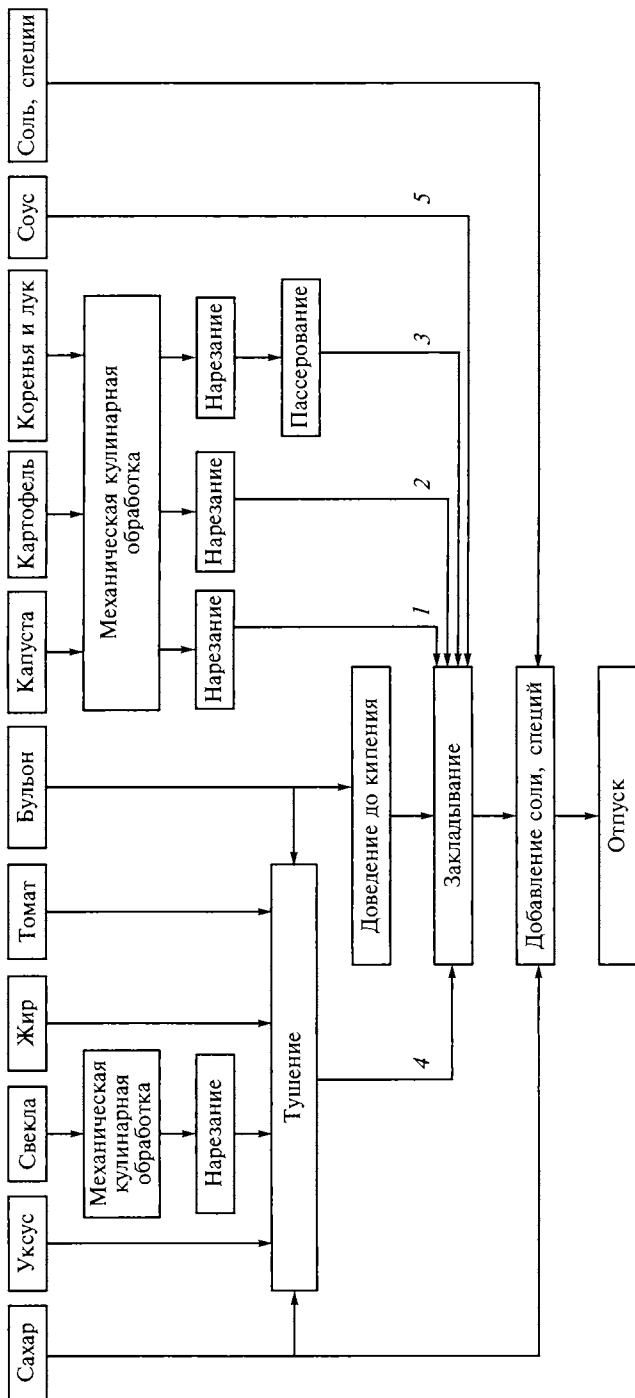 Сахар
Уксус
Свекла
Жир
Томат
Бульон
Капуста
Картофель
Коренья и лук
Соус
Соль, специи
Механическая
кулинарная
обработка
Механическая кулинарная
обработка
Нарезание
Нарезание
Нарезание
Нарезание
Тушение
Пассерование
Доведение до кипения
4
1
2
3
5
Закладывание
Добавление соли, специй
Отпуск